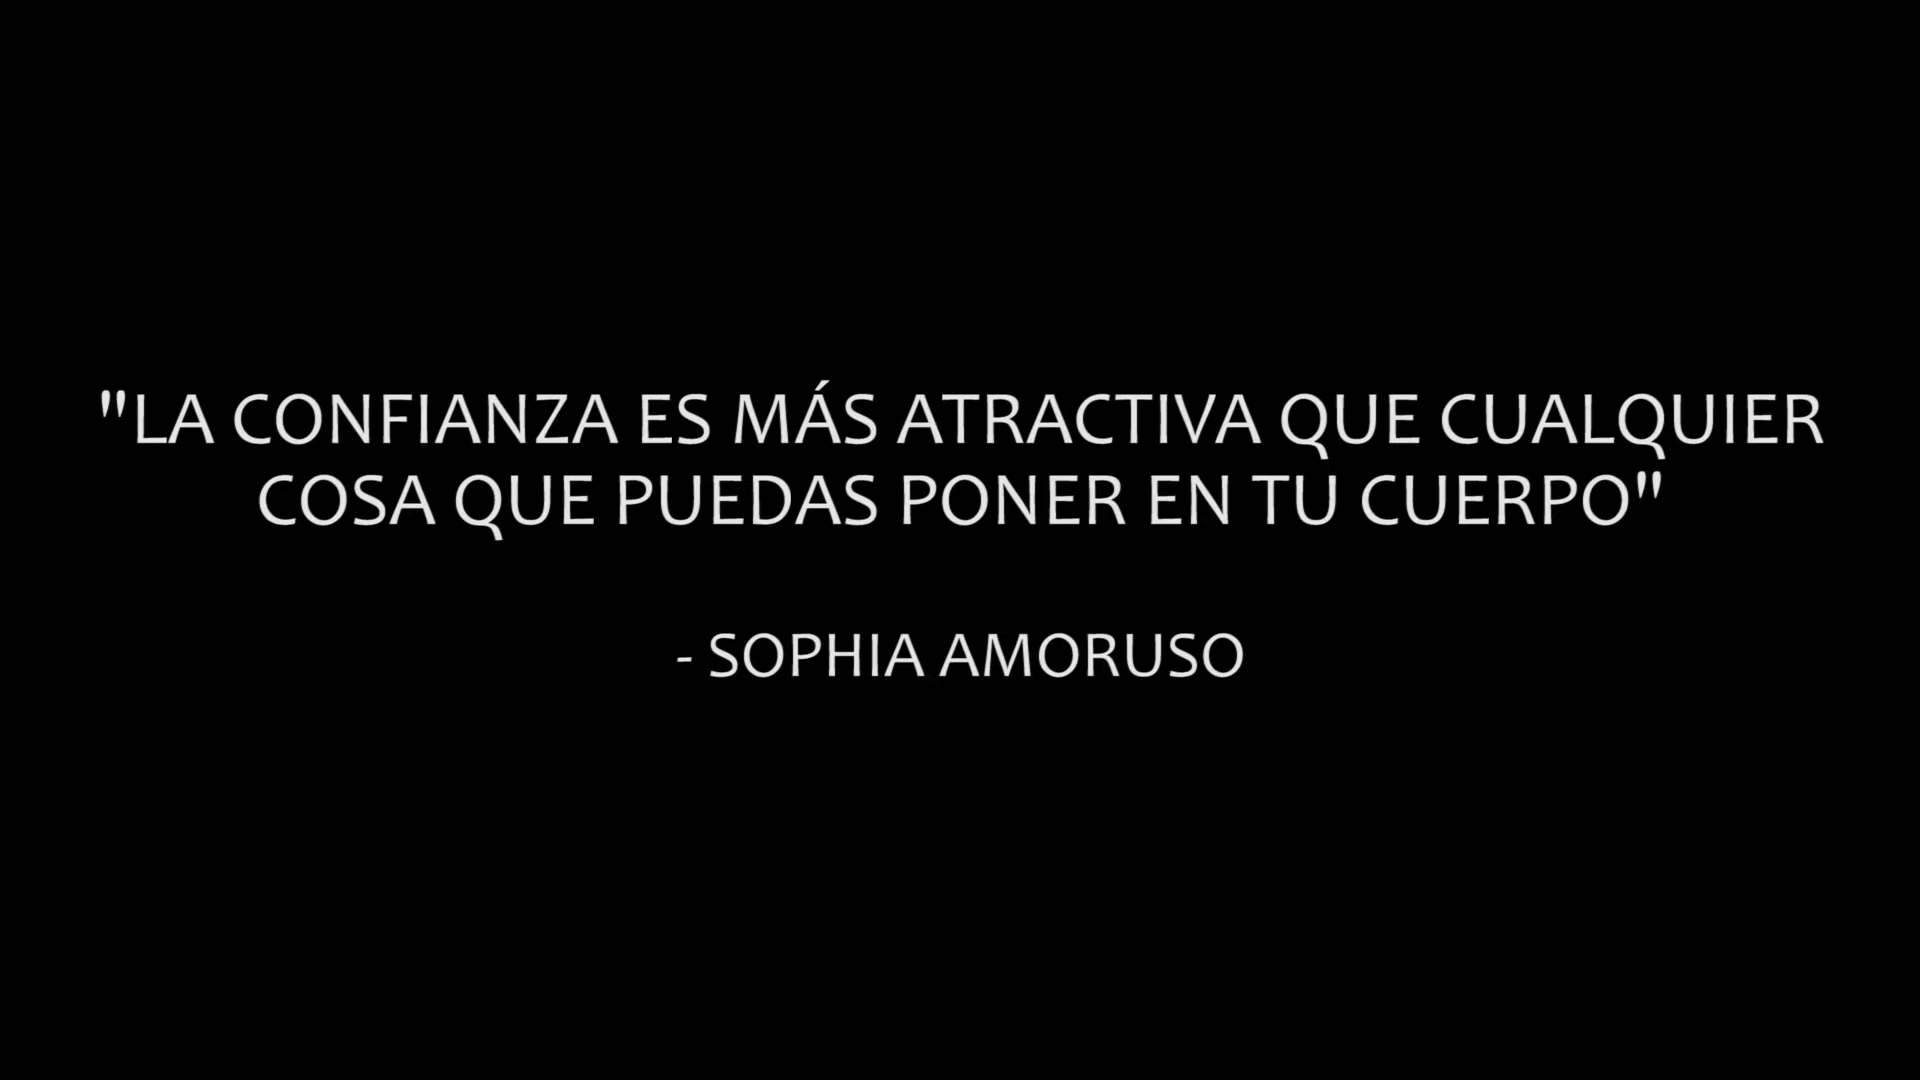 "LA CONFIANZA ES MÁS ATRACTIVA QUE CUALQUIER
COSA QUE PUEDAS PONER EN TU CUERPO"
- SOPHIA AMORUSO